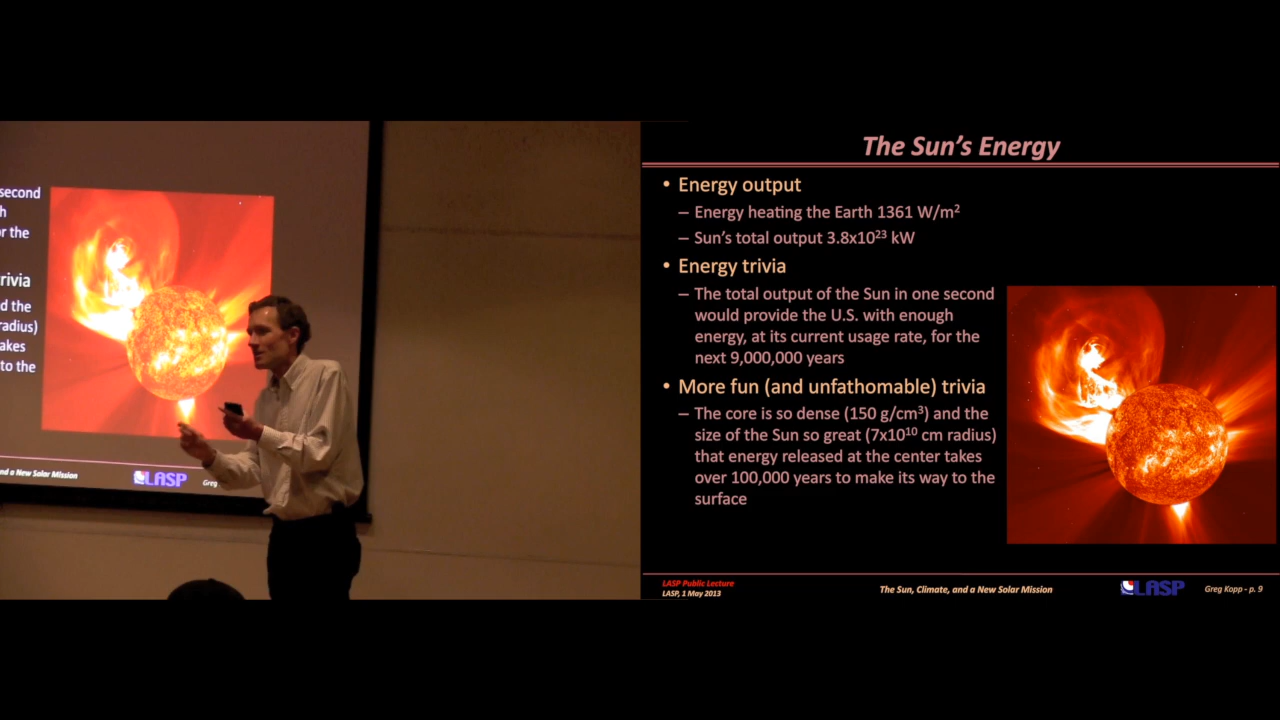 second
h
or the
rivia
d the
radius)
akes
to the
nd a New Solar Mission
LASP
Greg
The Sun's Energy
• Energy output
– Energy heating the Earth 1361 W/m²
– Sun's total output 3.8x10²³ kW
• Energy trivia
– The total output of the Sun in one second
would provide the U.S. with enough
energy, at its current usage rate, for the
next 9,000,000 years
• More fun (and unfathomable) trivia
– The core is so dense (150 g/cm³) and the
size of the Sun so great (7x10¹⁰ cm radius)
that energy released at the center takes
over 100,000 years to make its way to the
surface
LASP Public Lecture
LASP, 1 May 2013
The Sun, Climate, and a New Solar Mission
LASP
Greg Kopp - p. 9